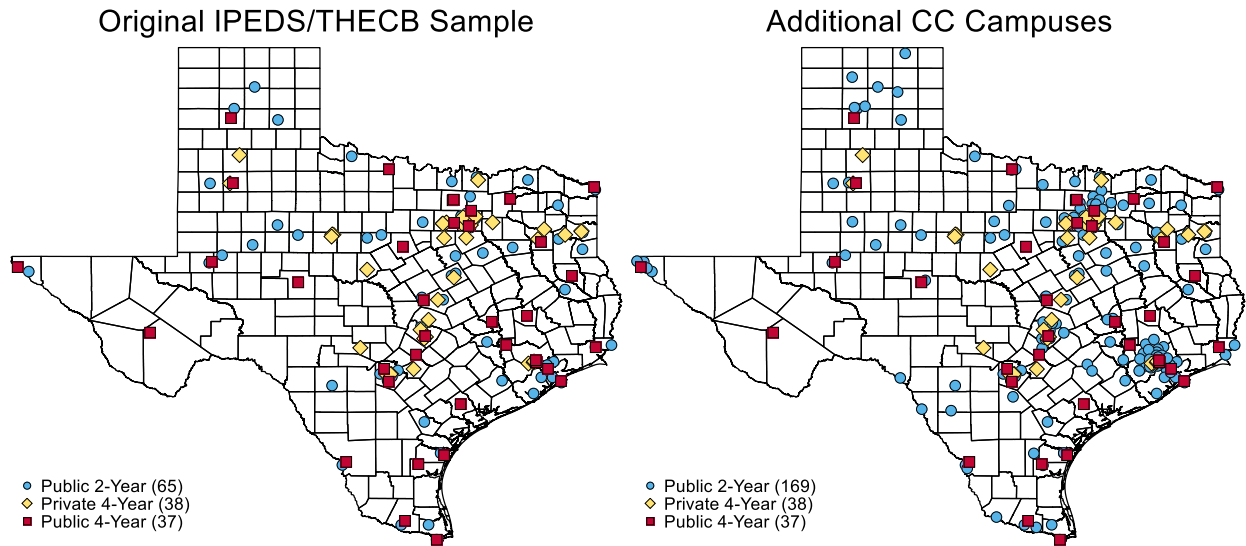 Original IPEDS/THECB Sample
Public 2-Year (65)
Private 4-Year (38)
Public 4-Year (37)
Additional CC Campuses
Public 2-Year (169)
Private 4-Year (38)
Public 4-Year (37)